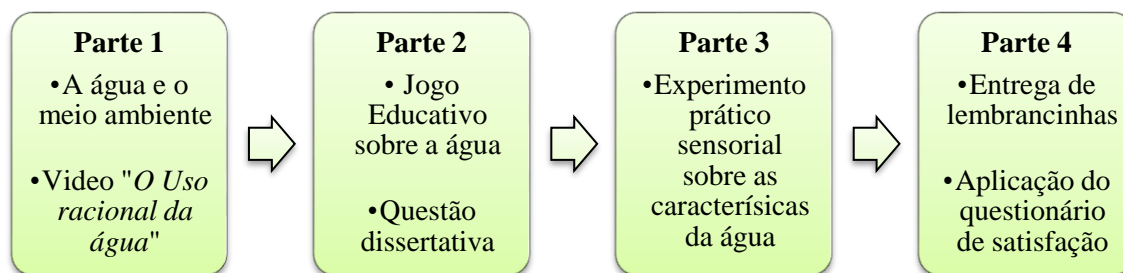 Parte 1
•A água e o
meio ambiente
•Video "O Uso
racional da
água"
Parte 2
• Jogo
Educativo
sobre a água
•Questão
dissertativa
Parte 3
•Experimento
prático
sensorial
sobre as
caracterísicas
da água
Parte 4
•Entrega de
lembrancinhas
•Aplicação do
questionário
de satisfação